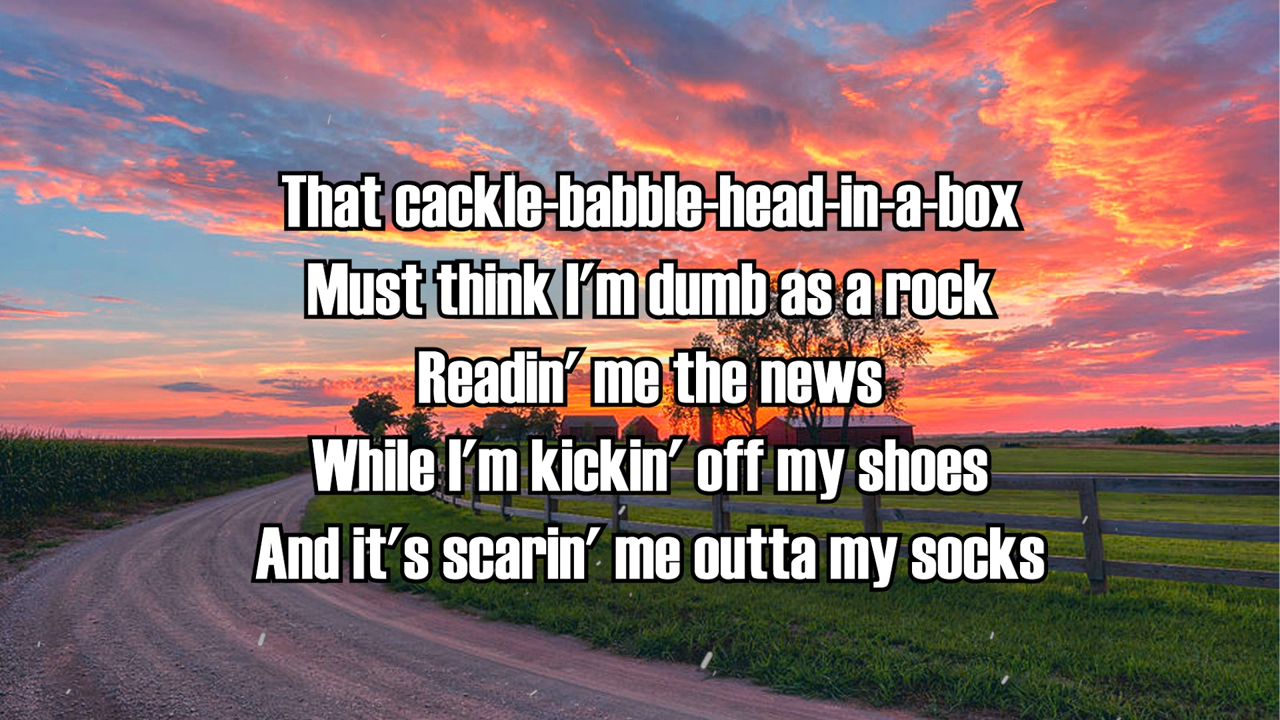 That cackle-babble-head-in-a-box
Must think I'm dumb as a rock
Readin' me the news
While I'm kickin' off my shoes
And it's scarin' me outta my socks